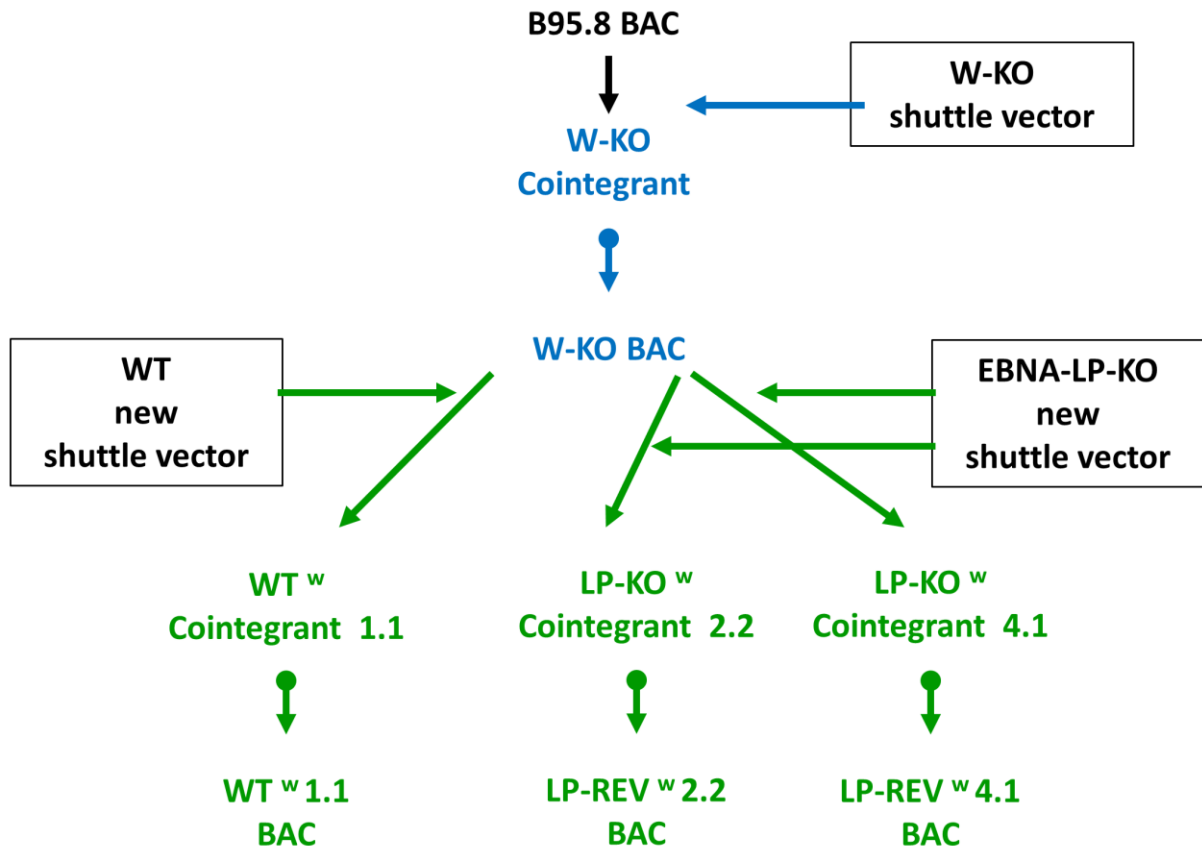 B95.8 BAC
W-KO
shuttle vector
W-KO
Cointegrant
W-KO BAC
WT
new
shuttle vector
EBNA-LP-KO
new
shuttle vector
WT ᵂ
Cointegrant 1.1
LP-KO ᵂ
Cointegrant 2.2
LP-KO ᵂ
Cointegrant 4.1
WT ᵂ 1.1
BAC
LP-REV ᵂ 2.2
BAC
LP-REV ᵂ 4.1
BAC